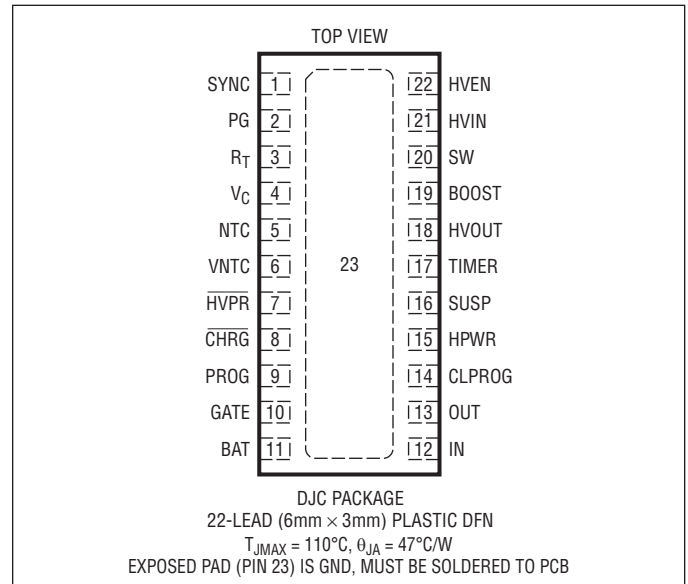 TOP VIEW
SYNC 1 22 HVEN
PG 2 21 HVIN
RT 3 20 SW
VC 4 19 BOOST
NTC 5 18 HVOUT
VNTC 6 23 17 TIMER
HVPR 7 16 SUSP
CHRG 8 15 HPWR
PROG 9 14 CLPROG
GATE 10 13 OUT
BAT 11 12 IN
DJC PACKAGE
22-LEAD (6mm × 3mm) PLASTIC DFN
TJMAX = 110°C, θJA = 47°C/W
EXPOSED PAD (PIN 23) IS GND, MUST BE SOLDERED TO PCB